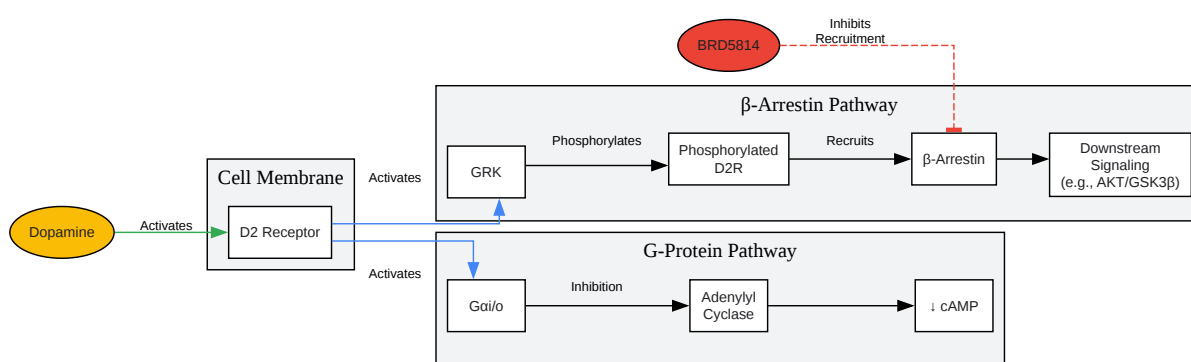 BRD5814
Inhibits
Recruitment
β-Arrestin Pathway
GRK
Phosphorylates
Phosphorylated
D2R
Recruits
β-Arrestin
Downstream
Signaling
(e.g., AKT/GSK3β)
Cell Membrane
Activates
Dopamine
Activates
D2 Receptor
Activates
G-Protein Pathway
Gαi/o
Inhibition
Adenylyl
Cyclase
↓ cAMP